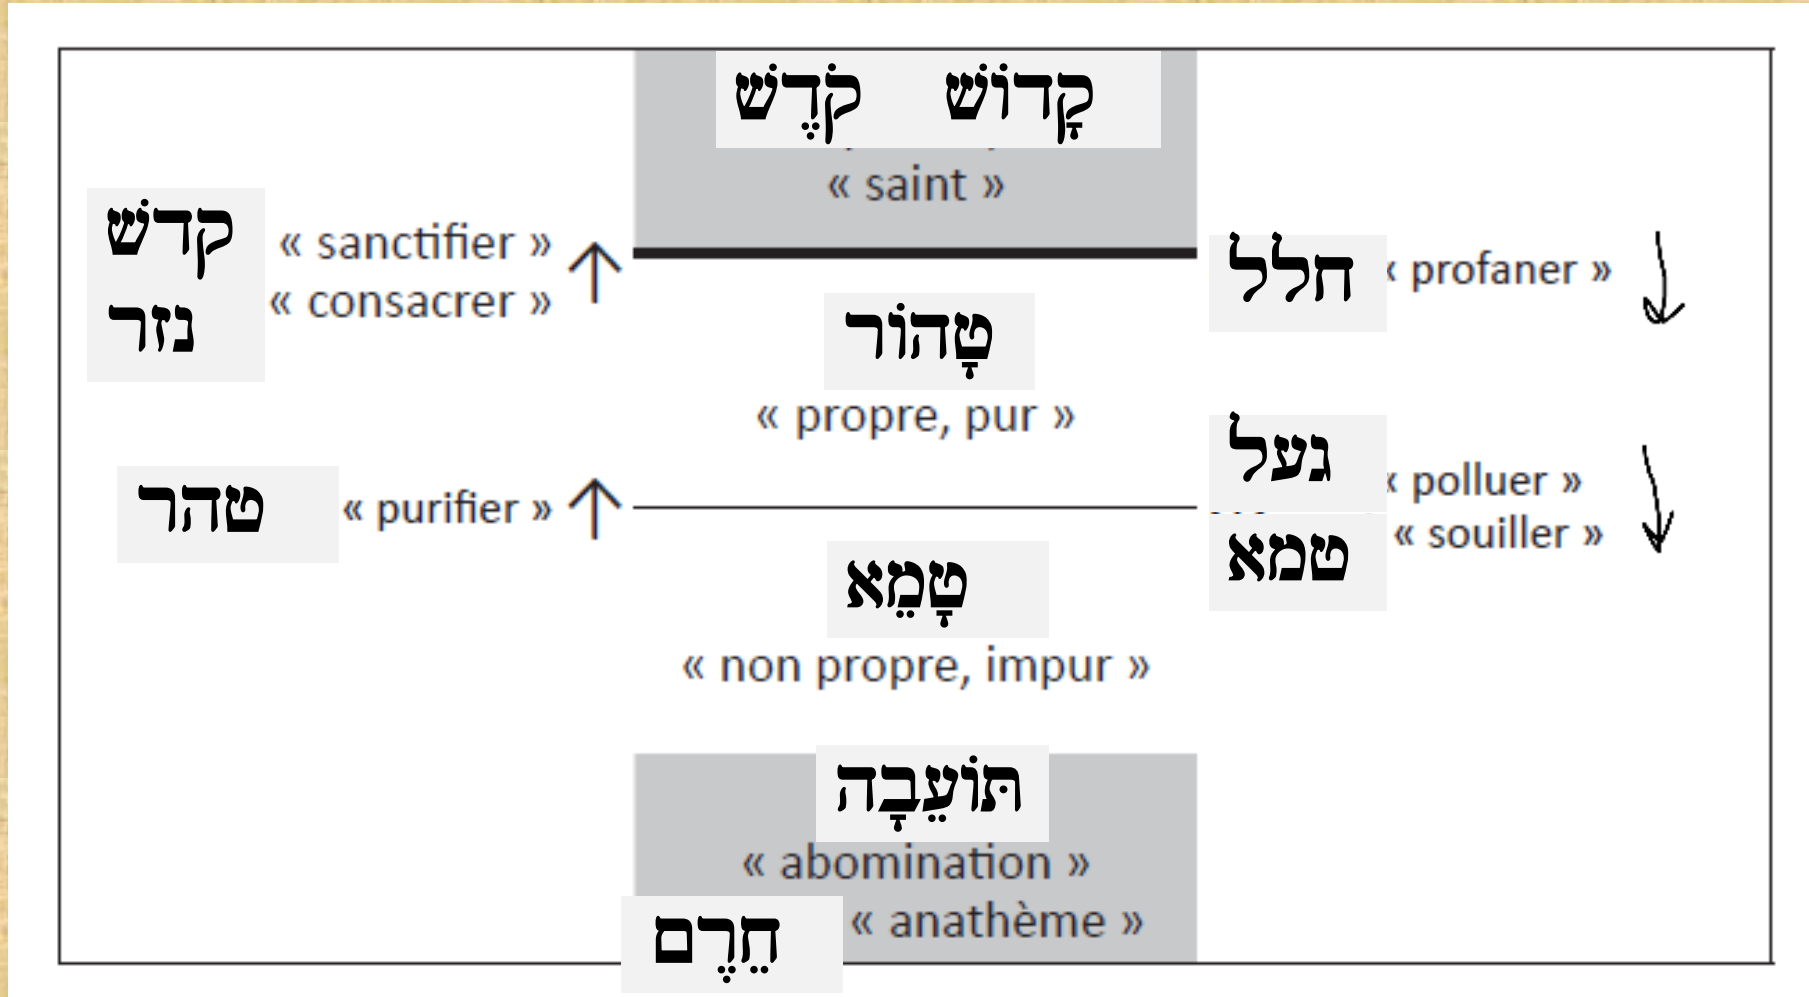 קָדוֹשׁ קֹדֶשׁ
« saint »
קדשׁ « sanctifier »
נזר « consacrer »
חלל « profaner »
טָהוֹר
« propre, pur »
טהר « purifier »
געל « polluer »
טמא « souiller »
טָמֵא
« non propre, impur »
תּוֹעֵבָה
« abomination »
חֵרֶם « anathème »